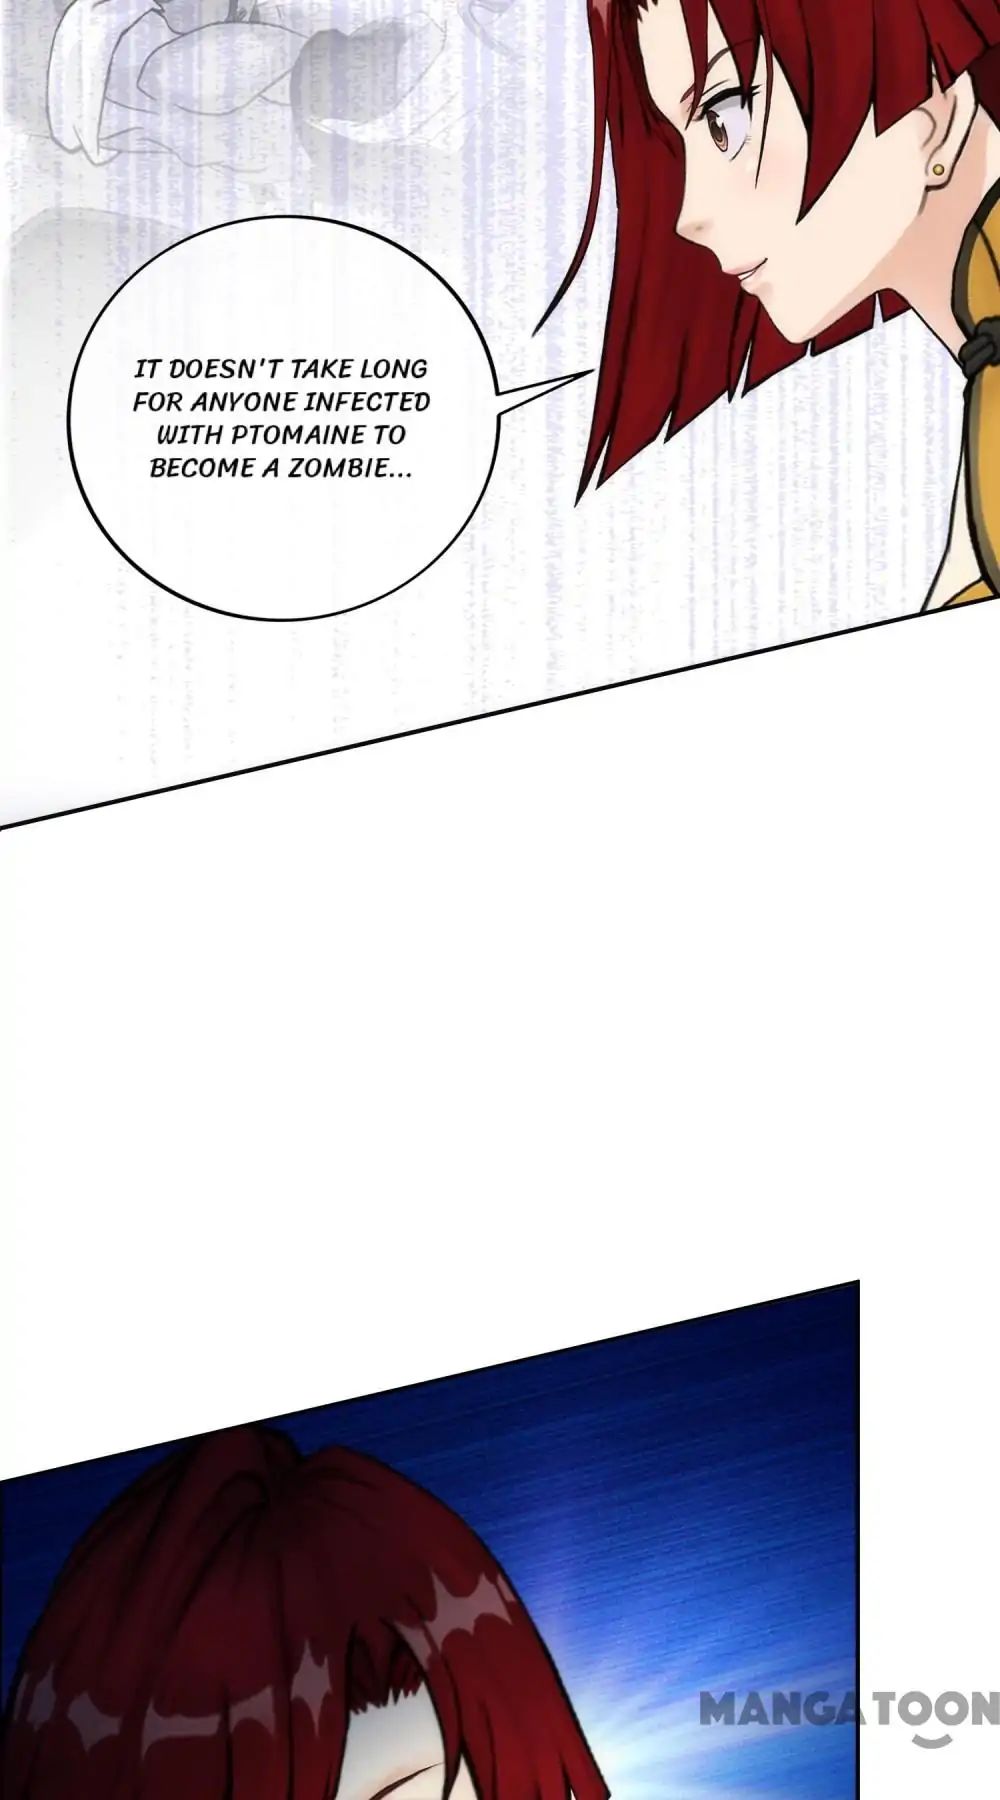 IT DOESN'T TAKE LONG
FOR ANYONE INFECTED
WITH PTOMAINE TO
BECOME A ZOMBIE...
MANGATOON